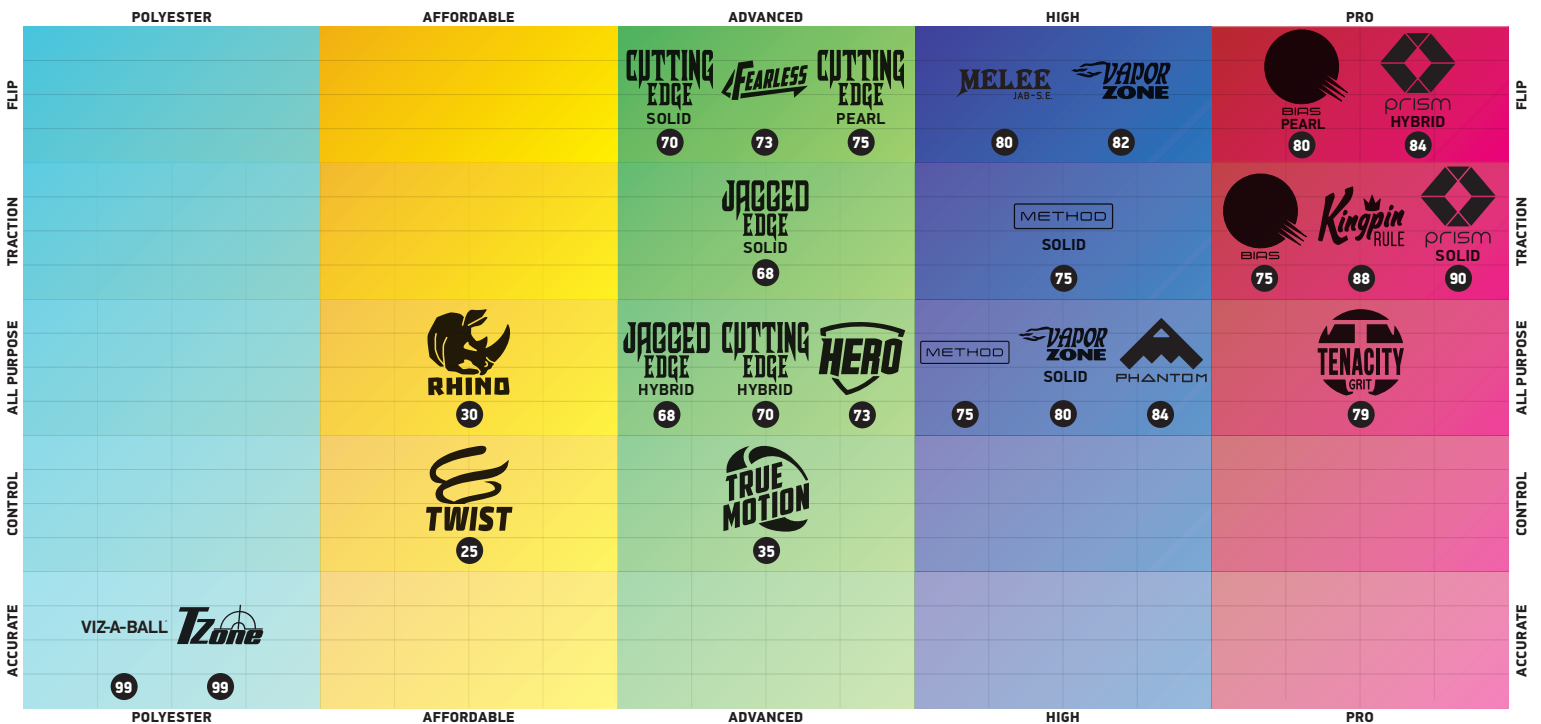 POLYESTER AFFORDABLE ADVANCED HIGH PRO
FLIP
CUTTING EDGE SOLID
70
FEARLESS
73
CUTTING EDGE PEARL
75
MELEE JAB-S.E.
80
VAPOR ZONE
82
BIAS PEARL
80
prism HYBRID
84
FLIP
TRACTION
JAGGED EDGE SOLID
68
METHOD SOLID
75
BIAS
75
Kingpin RULE
88
prism SOLID
90
TRACTION
ALL PURPOSE
RHINO
30
JAGGED EDGE HYBRID
68
CUTTING EDGE HYBRID
70
HERO
73
METHOD
75
VAPOR ZONE SOLID
80
PHANTOM
84
TENACITY GRIT
79
ALL PURPOSE
CONTROL
TWIST
25
TRUE MOTION
35
CONTROL
ACCURATE
VIZ-A-BALL
99
TZone
99
ACCURATE
POLYESTER AFFORDABLE ADVANCED HIGH PRO